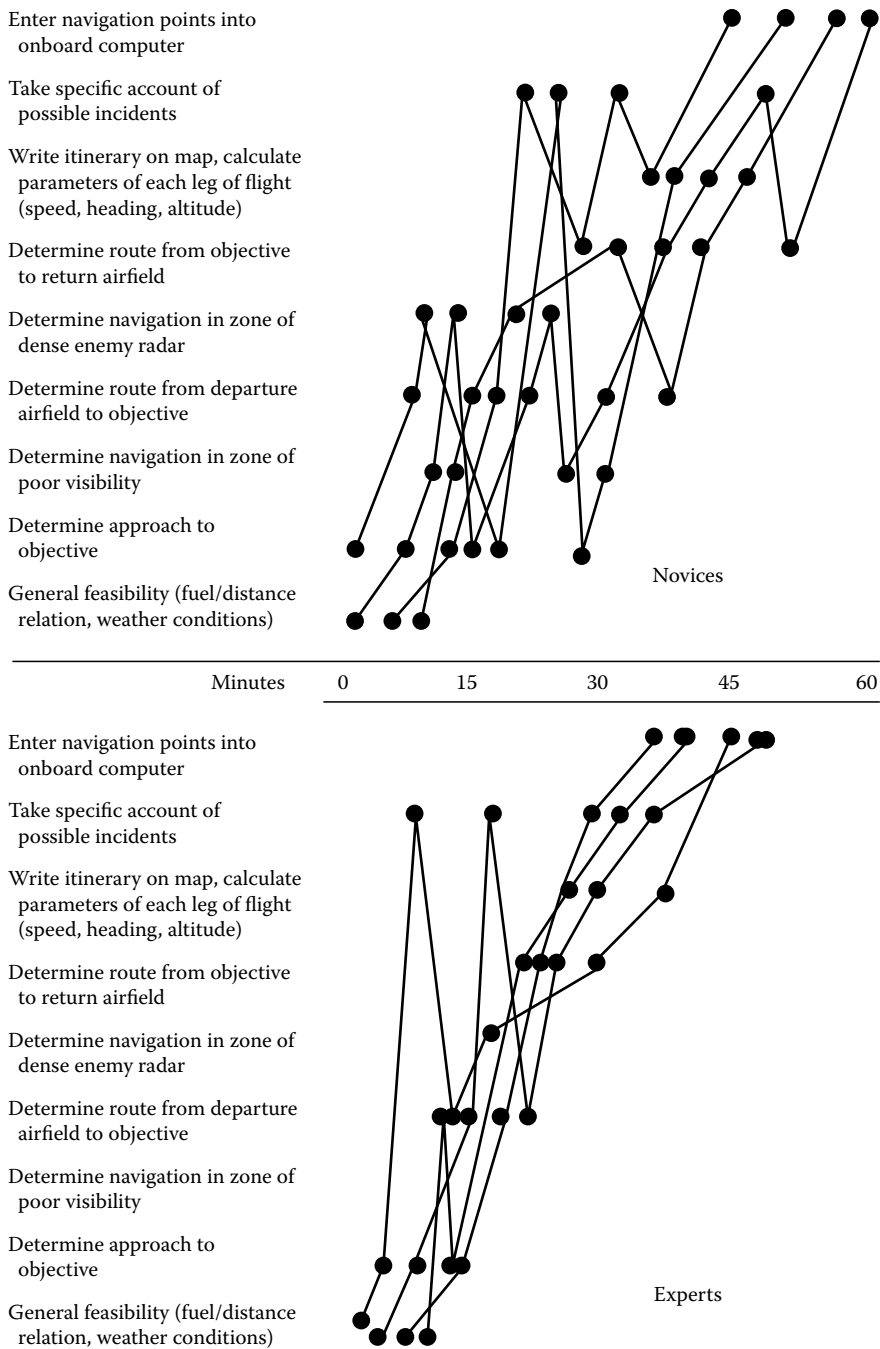 Enter navigation points into
onboard computer
Take specific account of
possible incidents
Write itinerary on map, calculate
parameters of each leg of flight
(speed, heading, altitude)
Determine route from objective
to return airfield
Determine navigation in zone of
dense enemy radar
Determine route from departure
airfield to objective
Determine navigation in zone of
poor visibility
Determine approach to
objective
Novices
General feasibility (fuel/distance
relation, weather conditions)
Minutes 0 15 30 45 60
Enter navigation points into
onboard computer
Take specific account of
possible incidents
Write itinerary on map, calculate
parameters of each leg of flight
(speed, heading, altitude)
Determine route from objective
to return airfield
Determine navigation in zone of
dense enemy radar
Determine route from departure
airfield to objective
Determine navigation in zone of
poor visibility
Determine approach to
objective
Experts
General feasibility (fuel/distance
relation, weather conditions)